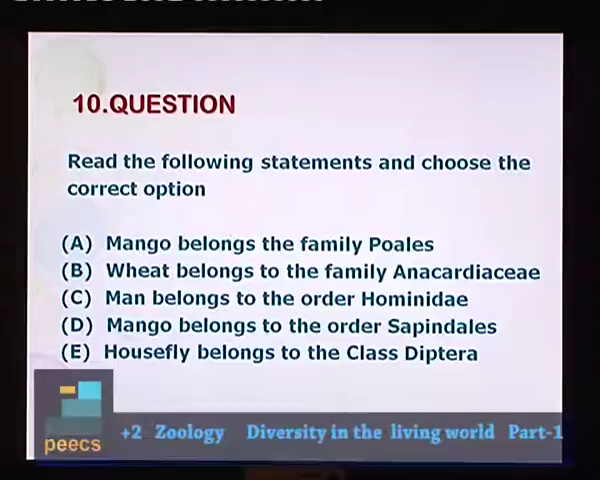 10.QUESTION
Read the following statements and choose the
correct option
(A) Mango belongs the family Poales
(B) Wheat belongs to the family Anacardiaceae
(C) Man belongs to the order Hominidae
(D) Mango belongs to the order Sapindales
(E) Housefly belongs to the Class Diptera
peecs
+2 Zoology Diversity in the living world Part-1